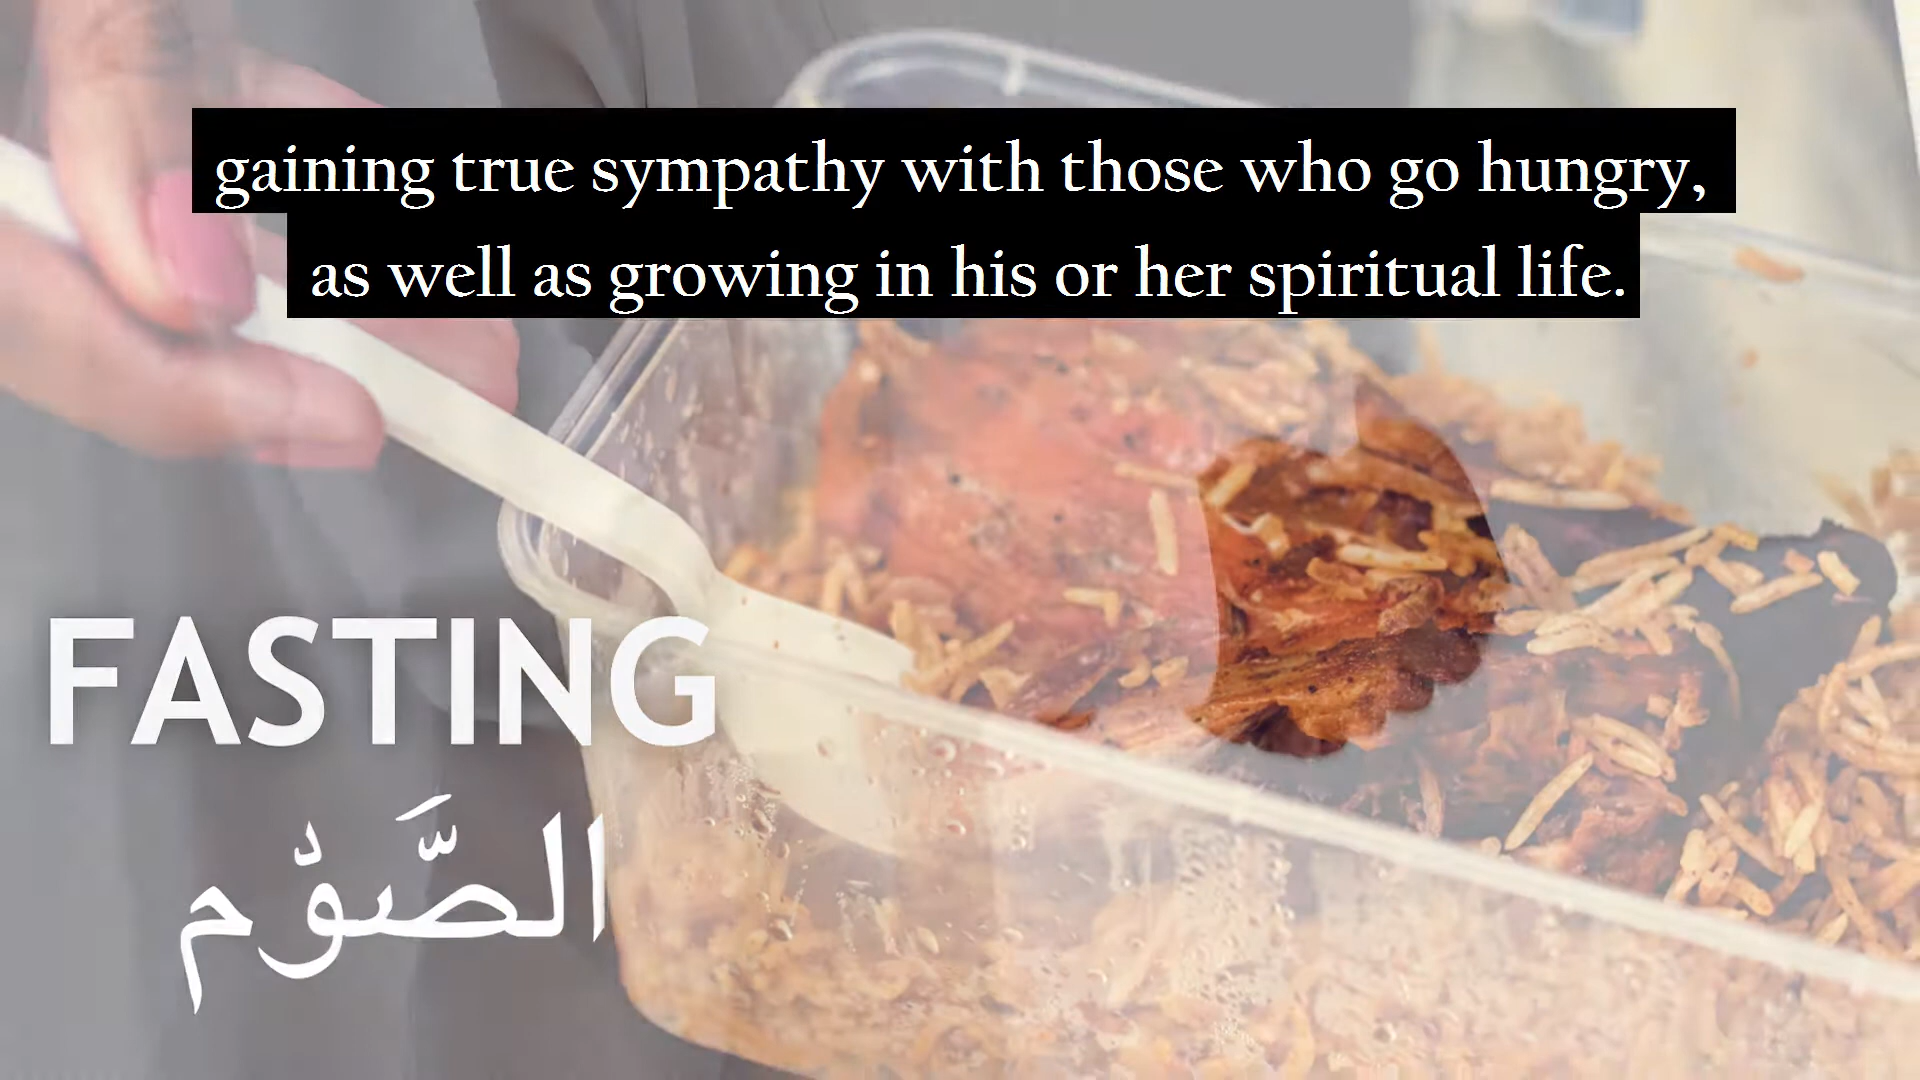 gaining true sympathy with those who go hungry,
as well as growing in his or her spiritual life.
FASTING
الصَّوْم